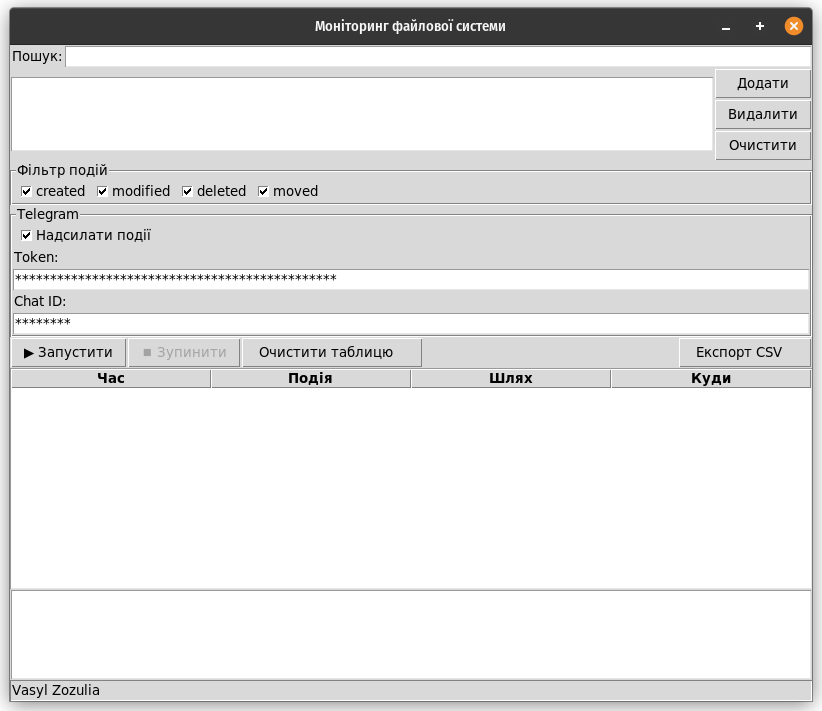 Моніторинг файлової системи
Пошук:
Додати
Видалити
Очистити
Фільтр подій
created modified deleted moved
Telegram
Надсилати події
Token:
**********************************************
Chat ID:
********
▶ Запустити ■ Зупинити Очистити таблицю Експорт CSV
Час Подія Шлях Куди
Vasyl Zozulia